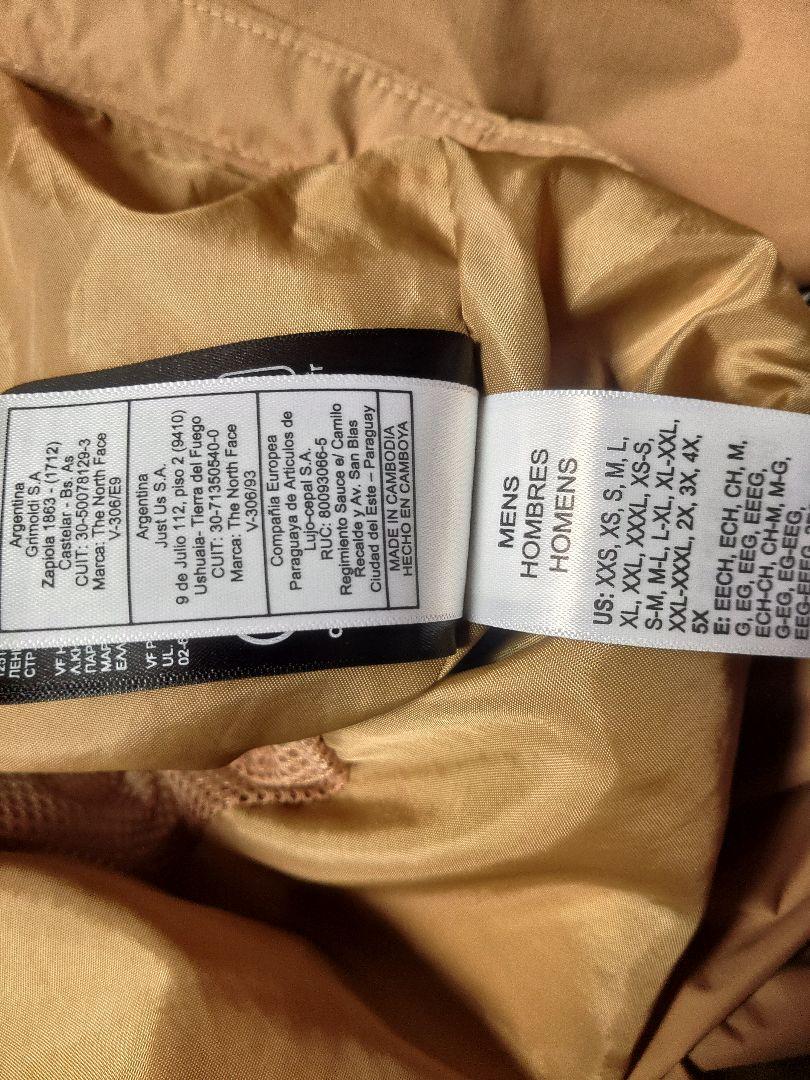 Argentina
Grimoldi S.A
Zapiola 1863 - (1712)
Castelar - Bs. As
CUIT: 30-50078129-3
Marca: The North Face
V-306/E9
Argentina
Just Us S.A.
9 de Julio 112, piso 2 (9410)
Ushuaia- Tierra del Fuego
CUIT: 30-71350540-0
Marca: The North Face
V-306/93
Compañia Europea
Paraguaya de Artículos de
Lujo-cepal S.A.
RUC: 80093066-5
Regimiento Sauce e/ Camilo
Recalde y Av. San Blas
Ciudad del Este – Paraguay
MADE IN CAMBODIA
HECHO EN CAMBOYA
MENS
HOMBRES
HOMENS
US: XXS, XS, S, M, L,
XL, XXL, XXXL, XS-S,
S-M, M-L, L-XL, XL-XXL,
XXL-XXXL, 2X, 3X, 4X,
5X
E: EECH, ECH, CH, M,
G, EG, EEG, EEEG,
ECH-CH, CH-M, M-G,
G-EG, EG-EEG,
СТР
VF
UL.